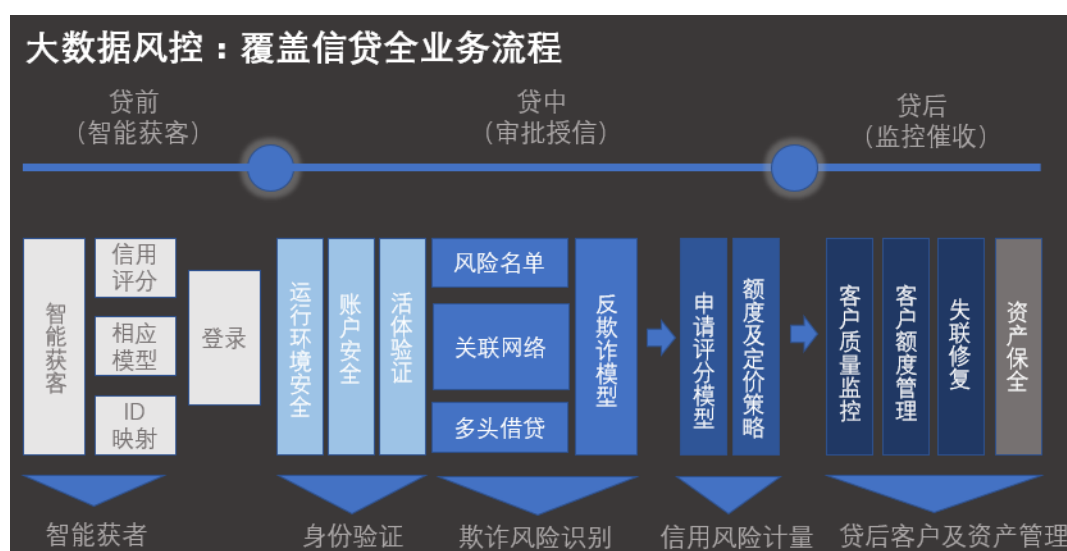 大数据风控：覆盖信贷全业务流程
贷前
（智能获客）
贷中
（审批授信）
贷后
（监控催收）
智能获客
信用
评分
相应
模型
ID
映射
登录
运行环境安全
账户安全
活体验证
风险名单
关联网络
多头借贷
反欺诈模型
申请评分模型
额度及定价策略
客户质量监控
客户额度管理
失联修复
资产保全
智能获者
身份验证
欺诈风险识别
信用风险计量
贷后客户及资产管理